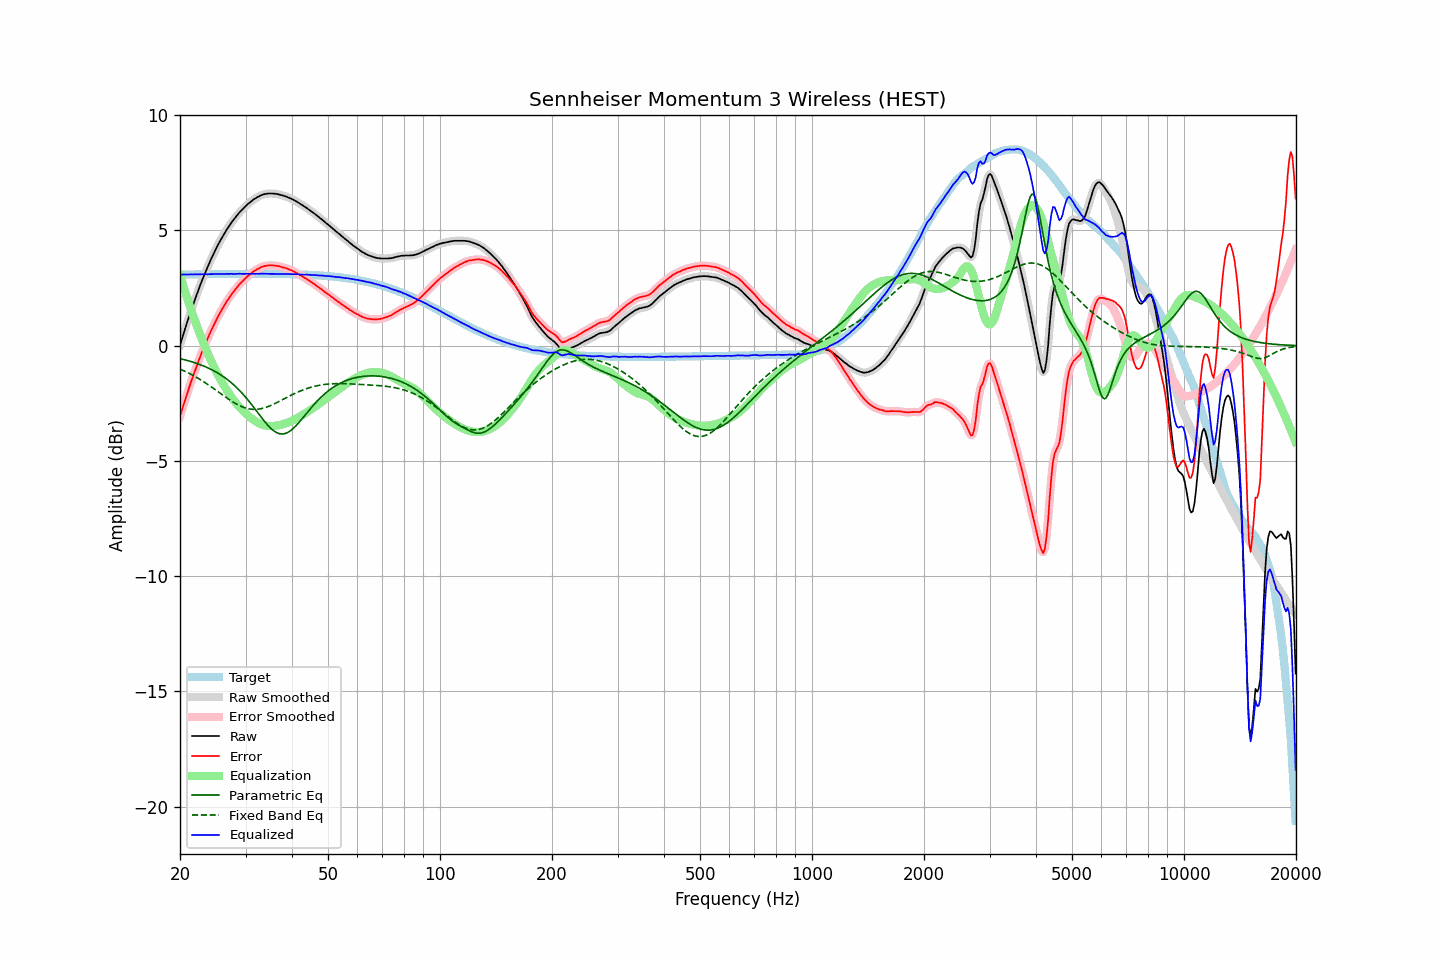 Sennheiser Momentum 3 Wireless (HEST)
Amplitude (dBr)
10
5
0
−5
−10
−15
−20
Target
Raw Smoothed
Error Smoothed
Raw
Error
Equalization
Parametric Eq
Fixed Band Eq
Equalized
20 50 100 200 500 1000 2000 5000 10000 20000
Frequency (Hz)